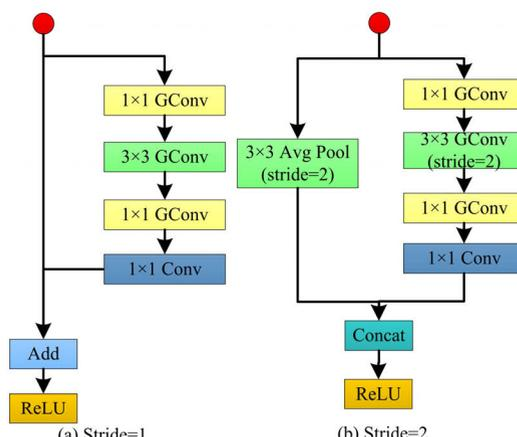 1×1 GConv
3×3 GConv
1×1 GConv
1×1 Conv
Add
ReLU
(a) Stride=1
3×3 Avg Pool
(stride=2)
1×1 GConv
3×3 GConv
(stride=2)
1×1 GConv
1×1 Conv
Concat
ReLU
(b) Stride=2